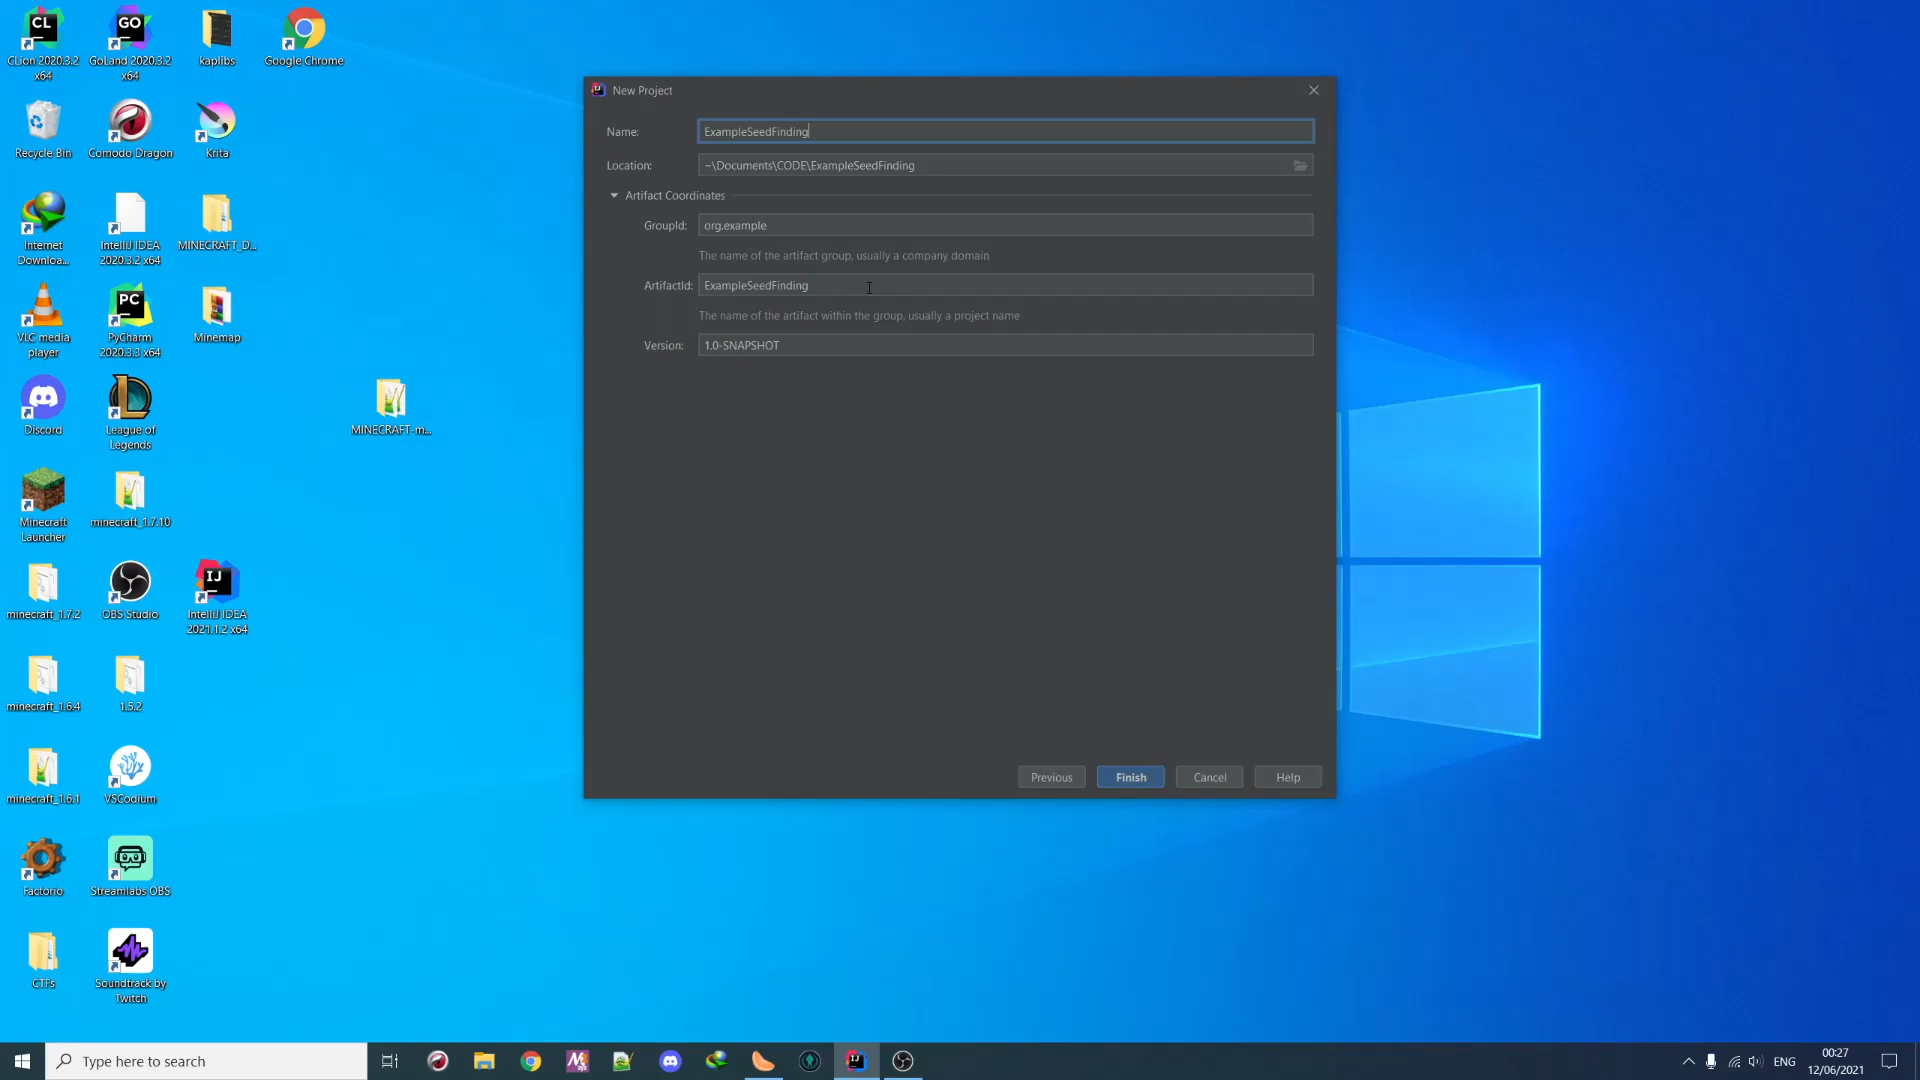 CLion 2020.3.2
x64
GoLand 2020.3.2
x64
kaplibs
Google Chrome
Recycle Bin
Comodo Dragon
Krita
Internet
Downloa...
IntelliJ IDEA
2020.3.2 x64
MINECRAFT_D...
VLC media
player
PyCharm
2020.3.3 x64
Minemap
Discord
League of
Legends
MINECRAFT-m...
Minecraft
Launcher
minecraft_1.7.10
minecraft_1.7.2
OBS Studio
IntelliJ IDEA
2021.1.2 x64
minecraft_1.6.4
1.5.2
minecraft_1.6.1
VSCodium
Factorio
Streamlabs OBS
CTFs
Soundtrack by
Twitch
New Project
Name:
ExampleSeedFinding
Location:
~\Documents\CODE\ExampleSeedFinding
Artifact Coordinates
GroupId:
org.example
The name of the artifact group, usually a company domain
ArtifactId:
ExampleSeedFinding
The name of the artifact within the group, usually a project name
Version:
1.0-SNAPSHOT
Previous
Finish
Cancel
Help
Type here to search
ENG
00:27
12/06/2021